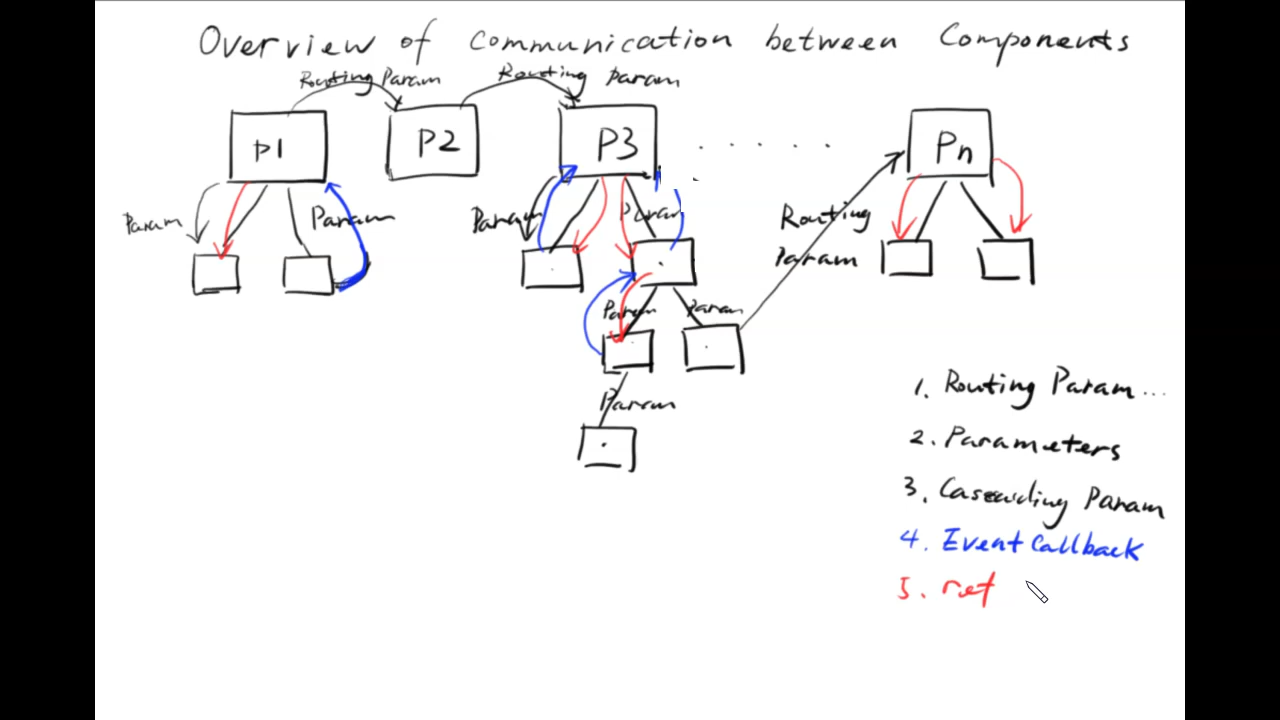 Overview of communication between Components
Routing Param
Routing param
P1
P2
P3
. . . . .
Pn
Param
Param
Param
Param
Routing
Param
Param
Param
Param
1. Routing Param...
2. Parameters
3. Cascading Param
4. Event Callback
5. ref